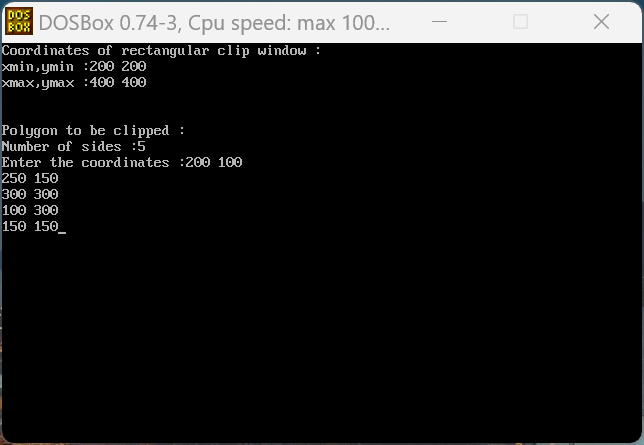 DOS
BOX
DOSBox 0.74-3, Cpu speed: max 100...
Coordinates of rectangular clip window :
xmin,ymin :200 200
xmax,ymax :400 400
Polygon to be clipped :
Number of sides :5
Enter the coordinates :200 100
250 150
300 300
100 300
150 150_